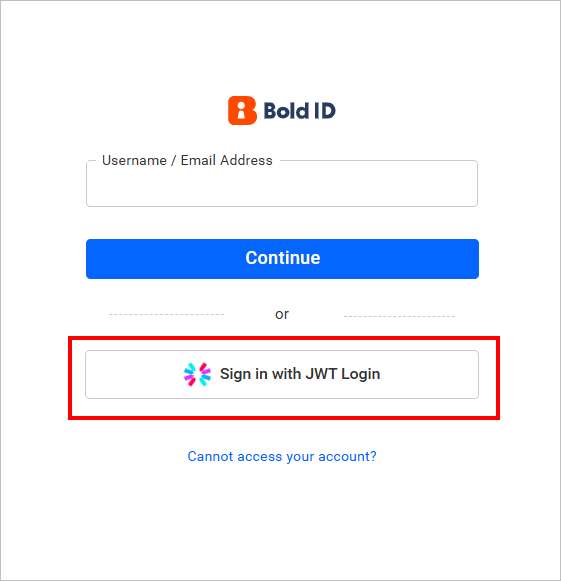 Bold ID
Username / Email Address
Continue
or
Sign in with JWT Login
Cannot access your account?